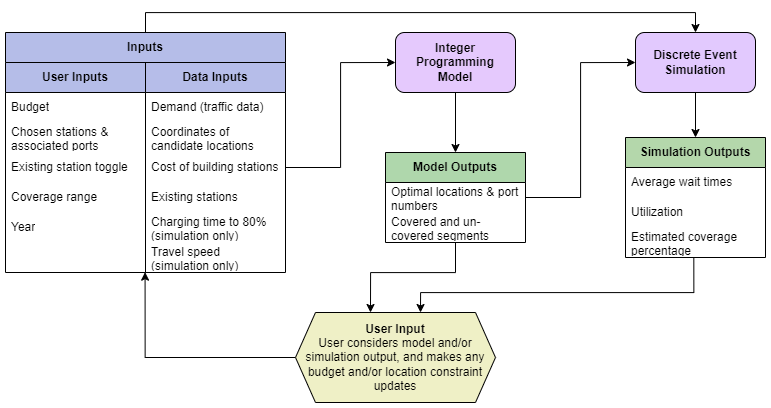 Inputs
User Inputs
Data Inputs
Budget
Chosen stations &
associated ports
Existing station toggle
Coverage range
Year
Demand (traffic data)
Coordinates of
candidate locations
Cost of building stations
Existing stations
Charging time to 80%
(simulation only)
Travel speed
(simulation only)
Integer
Programming
Model
Model Outputs
Optimal locations & port
numbers
Covered and un-
covered segments
Discrete Event
Simulation
Simulation Outputs
Average wait times
Utilization
Estimated coverage
percentage
User Input
User considers model and/or
simulation output, and makes any
budget and/or location constraint
updates